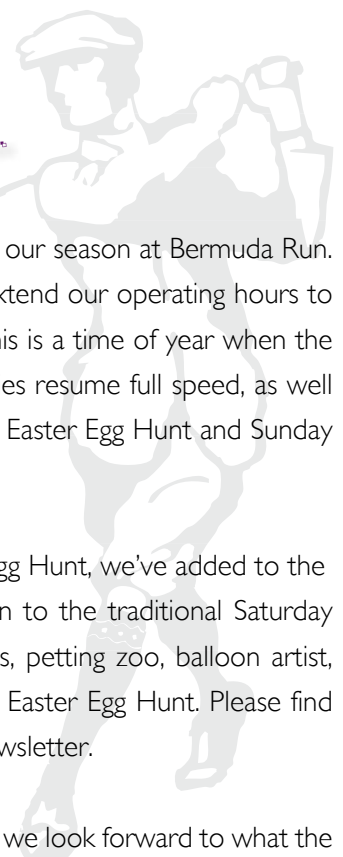 our season at Bermuda Run.
xtend our operating hours to
is is a time of year when the
es resume full speed, as well
Easter Egg Hunt and Sunday
gg Hunt, we’ve added to the
n to the traditional Saturday
s, petting zoo, balloon artist,
Easter Egg Hunt. Please find
wsletter.
we look forward to what the